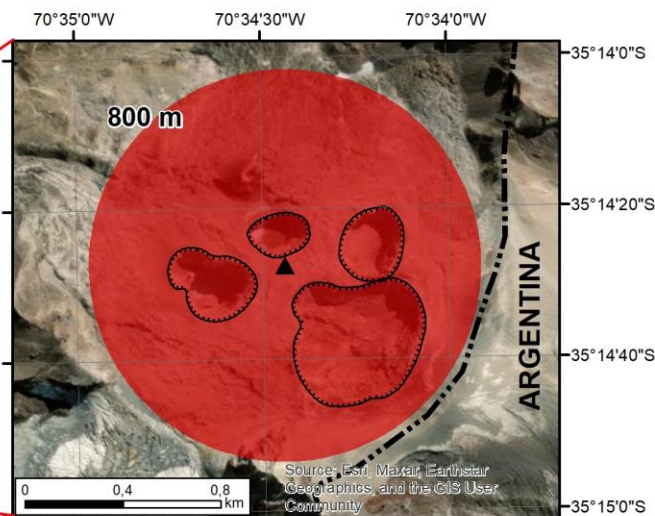 70°35'0"W
70°34'30"W
70°34'0"W
35°14'0"S
800 m
35°14'20"S
ARGENTINA
35°14'40"S
Source: Esri, Maxar, Earthstar
Geographics, and the GIS User
Community
0 0,4 0,8
km
35°15'0"S